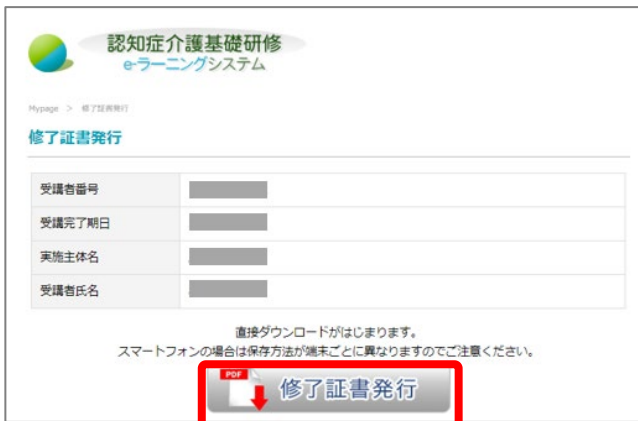 認知症介護基礎研修
e-ラーニングシステム
Mypage > 修了証書発行
修了証書発行
受講者番号
受講完了期日
実施主体名
受講者氏名
直接ダウンロードがはじまります。
スマートフォンの場合は保存方法が端末ごとに異なりますのでご注意ください。
PDF 修了証書発行